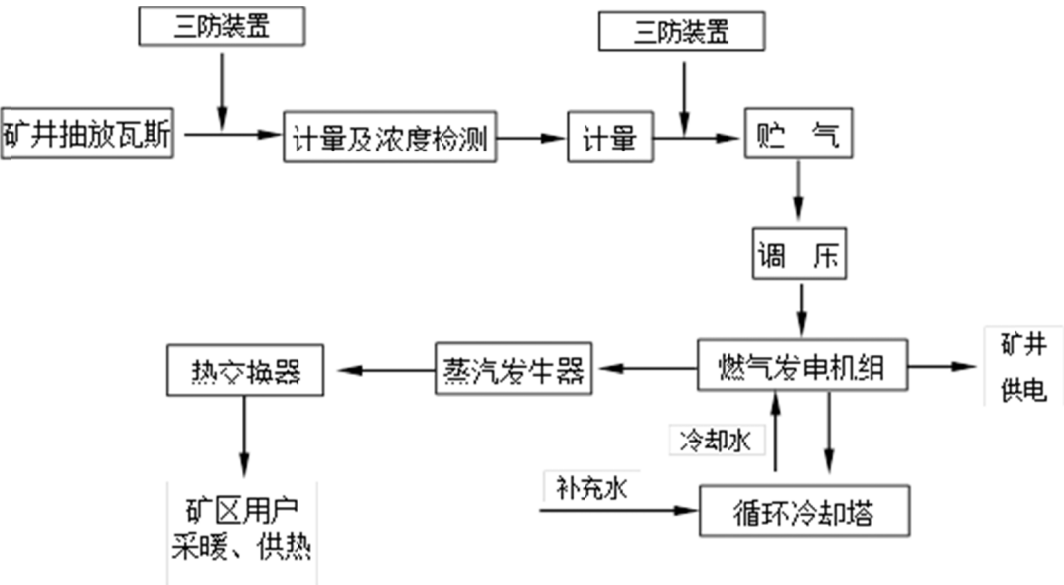 三防装置
三防装置
矿井抽放瓦斯
计量及浓度检测
计量
贮 气
调 压
热交换器
蒸汽发生器
燃气发电机组
矿井
供电
冷却水
补充水
循环冷却塔
矿区用户
采暖、供热